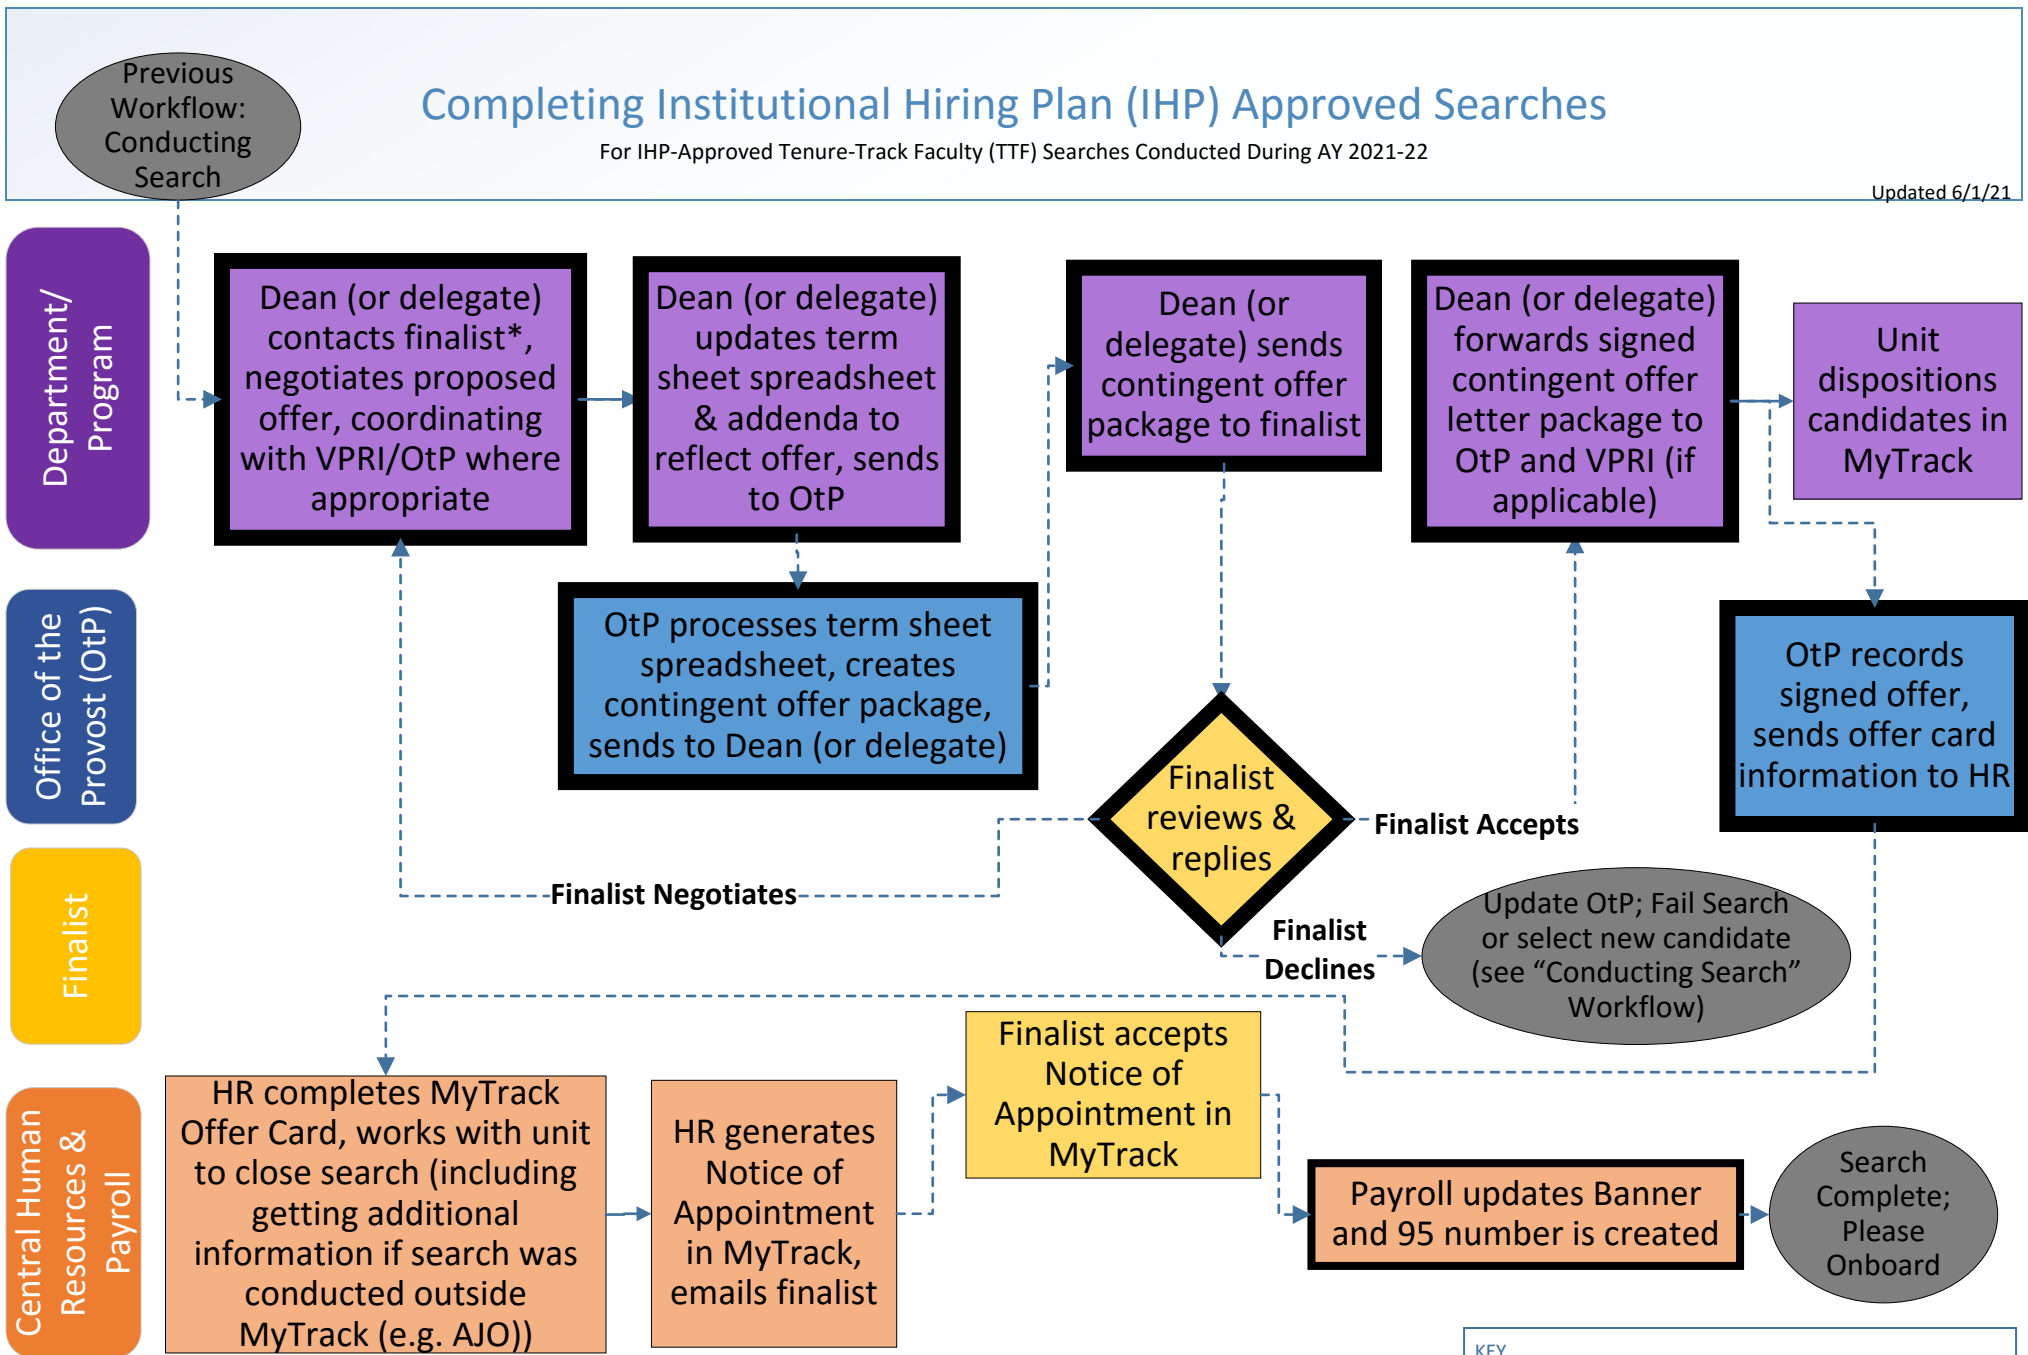 Previous
Workflow:
Conducting
Search
Completing Institutional Hiring Plan (IHP) Approved Searches
For IHP-Approved Tenure-Track Faculty (TTF) Searches Conducted During AY 2021-22
Updated 6/1/21
Department/
Program
Dean (or delegate)
contacts finalist*,
negotiates proposed
offer, coordinating
with VPRI/OtP where
appropriate
Dean (or delegate)
updates term
sheet spreadsheet
& addenda to
reflect offer, sends
to OtP
Dean (or
delegate) sends
contingent offer
package to finalist
Dean (or delegate)
forwards signed
contingent offer
letter package to
OtP and VPRI (if
applicable)
Unit
dispositions
candidates in
MyTrack
Office of the
Provost (OtP)
OtP processes term sheet
spreadsheet, creates
contingent offer package,
sends to Dean (or delegate)
OtP records
signed offer,
sends offer card
information to HR
Finalist
Finalist
reviews &
replies
Finalist Accepts
Finalist Negotiates
Finalist
Declines
Update OtP; Fail Search
or select new candidate
(see “Conducting Search”
Workflow)
Central Human
Resources &
Payroll
HR completes MyTrack
Offer Card, works with unit
to close search (including
getting additional
information if search was
conducted outside
MyTrack (e.g. AJO))
HR generates
Notice of
Appointment
in MyTrack,
emails finalist
Finalist accepts
Notice of
Appointment in
MyTrack
Payroll updates Banner
and 95 number is created
Search
Complete;
Please
Onboard
KEY